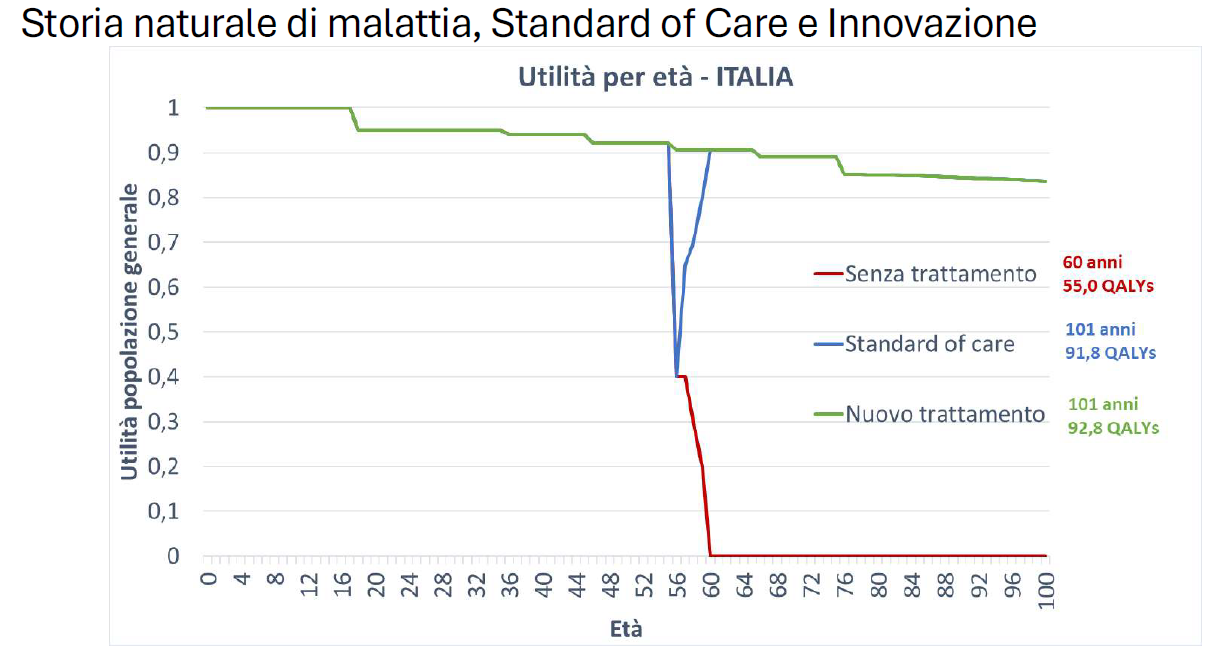 Storia naturale di malattia, Standard of Care e Innovazione
Utilità per età - ITALIA
Utilità popolazione generale
1
0,9
0,8
0,7
0,6
0,5
0,4
0,3
0,2
0,1
0
Senza trattamento
60 anni
55,0 QALYs
Standard of care
101 anni
91,8 QALYs
Nuovo trattamento
101 anni
92,8 QALYs
0 4 8 12 16 20 24 28 32 36 40 44 48 52 56 60 64 68 72 76 80 84 88 92 96 100
Età